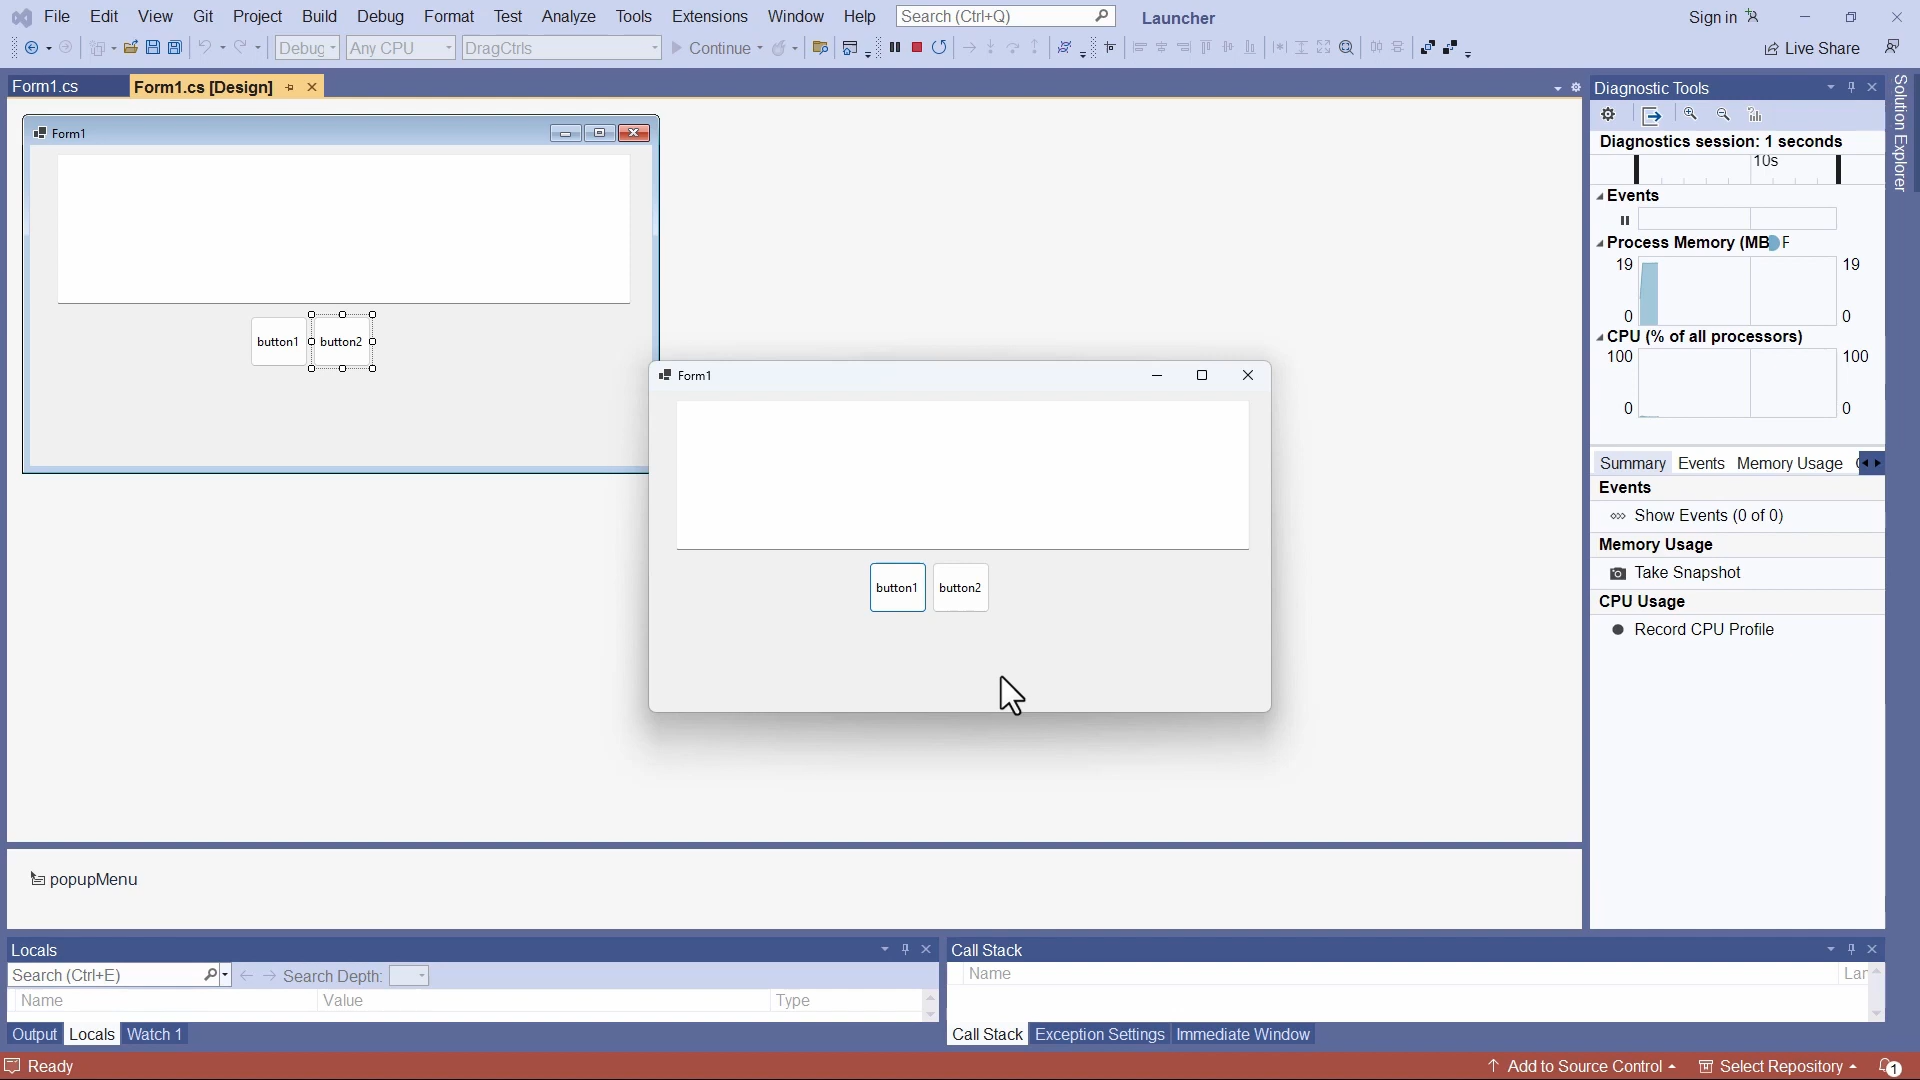 File Edit View Git Project Build Debug Format Test Analyze Tools Extensions Window Help Search (Ctrl+Q) Launcher Sign in
Debug Any CPU DragCtrls Continue Live Share
Form1.cs Form1.cs [Design]
Form1
button1 button2
Form1
button1 button2
popupMenu
Diagnostic Tools
Diagnostics session: 1 seconds
10s
Events
Process Memory (MB F
19 19
0 0
CPU (% of all processors)
100 100
0 0
Summary Events Memory Usage
Events
Show Events (0 of 0)
Memory Usage
Take Snapshot
CPU Usage
Record CPU Profile
Solution Explorer
Locals
Search (Ctrl+E) Search Depth:
Name Value Type
Output Locals Watch 1
Call Stack
Name Lar
Call Stack Exception Settings Immediate Window
Ready Add to Source Control Select Repository 1